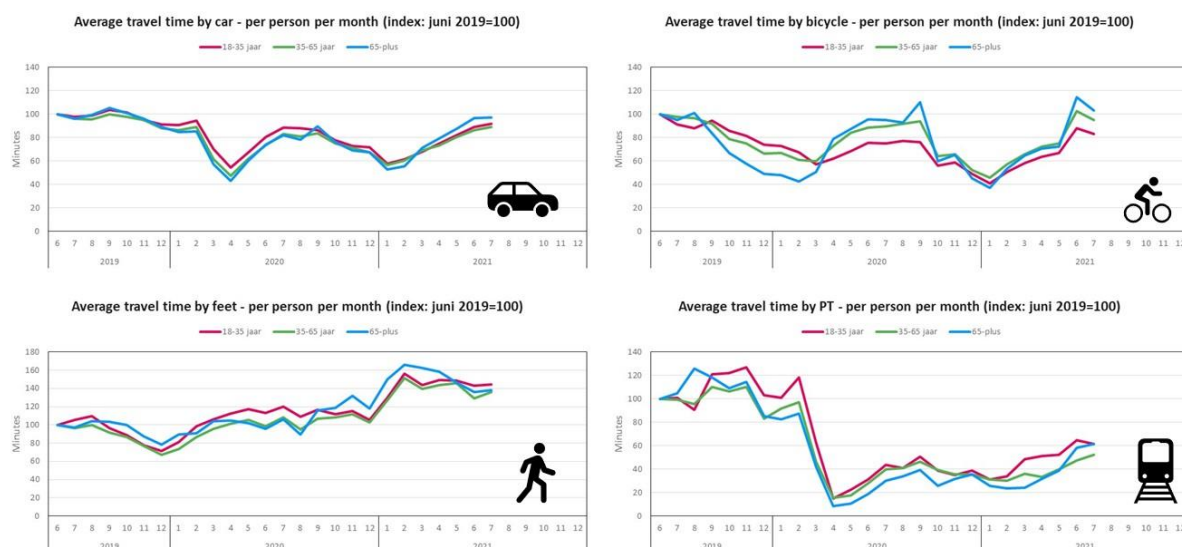 Average travel time by car - per person per month (index: juni 2019=100)
18-35 jaar 35-65 jaar 65-plus
140
120
100
80
60
40
20
0
Minutes
6 7 8 9 10 11 12 1 2 3 4 5 6 7 8 9 10 11 12 1 2 3 4 5 6 7 8 9 10 11 12
2019 2020 2021
Average travel time by bicycle - per person per month (index: juni 2019=100)
18-35 jaar 35-65 jaar 65-plus
140
120
100
80
60
40
20
0
Minutes
6 7 8 9 10 11 12 1 2 3 4 5 6 7 8 9 10 11 12 1 2 3 4 5 6 7 8 9 10 11 12
2019 2020 2021
Average travel time by feet - per person per month (index: juni 2019=100)
18-35 jaar 35-65 jaar 65-plus
180
160
140
120
100
80
60
40
20
0
Minutes
6 7 8 9 10 11 12 1 2 3 4 5 6 7 8 9 10 11 12 1 2 3 4 5 6 7 8 9 10 11 12
2019 2020 2021
Average travel time by PT - per person per month (index: juni 2019=100)
18-35 jaar 35-65 jaar 65-plus
140
120
100
80
60
40
20
0
Minutes
6 7 8 9 10 11 12 1 2 3 4 5 6 7 8 9 10 11 12 1 2 3 4 5 6 7 8 9 10 11 12
2019 2020 2021